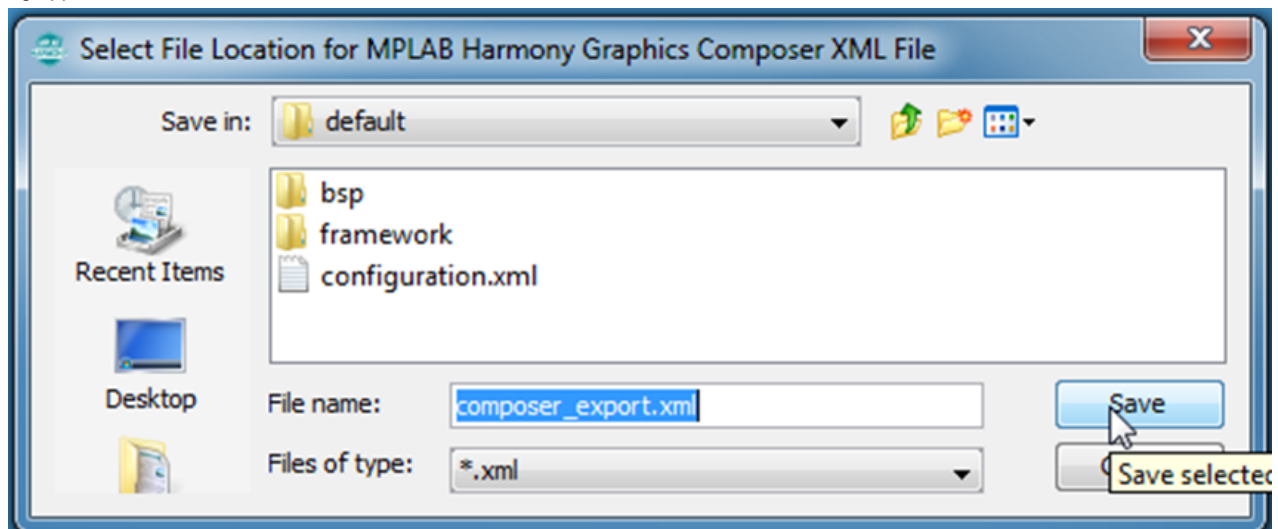 Select File Location for MPLAB Harmony Graphics Composer XML File
Save in: default
bsp
framework
configuration.xml
Recent Items
Desktop
File name: composer_export.xml Save
Files of type: *.xml
Save selected